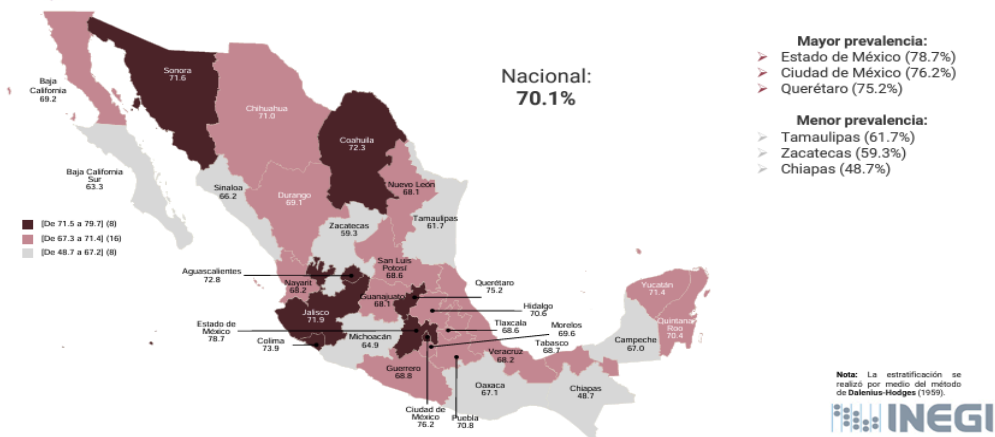 Nacional:
70.1%
Mayor prevalencia:
Estado de México (78.7%)
Ciudad de México (76.2%)
Querétaro (75.2%)
Menor prevalencia:
Tamaulipas (61.7%)
Zacatecas (59.3%)
Chiapas (48.7%)
Baja
California
69.2
Sonora
71.6
Chihuahua
71.0
Coahuila
72.3
Baja California
Sur
63.3
Sinaloa
66.2
Durango
69.1
Nuevo León
68.1
Zacatecas
59.3
Tamaulipas
61.7
[De 71.5 a 79.7] (8)
[De 67.3 a 71.4] (16)
[De 48.7 a 67.2] (8)
Aguascalientes
72.8
Nayarit
68.2
San Luis
Potosí
68.6
Querétaro
75.2
Guanajuato
68.1
Jalisco
71.9
Hidalgo
70.6
Estado de
México
78.7
Colima
73.9
Michoacán
64.9
Tlaxcala
68.6
Morelos
69.6
Tabasco
68.7
Veracruz
68.2
Guerrero
68.8
Ciudad de
México
76.2
Puebla
70.8
Oaxaca
67.1
Chiapas
48.7
Campeche
67.0
Yucatán
71.4
Quintana
Roo
70.4
Nota: La estratificación se
realizó por medio del método
de Dalenius-Hodges (1959).
INEGI